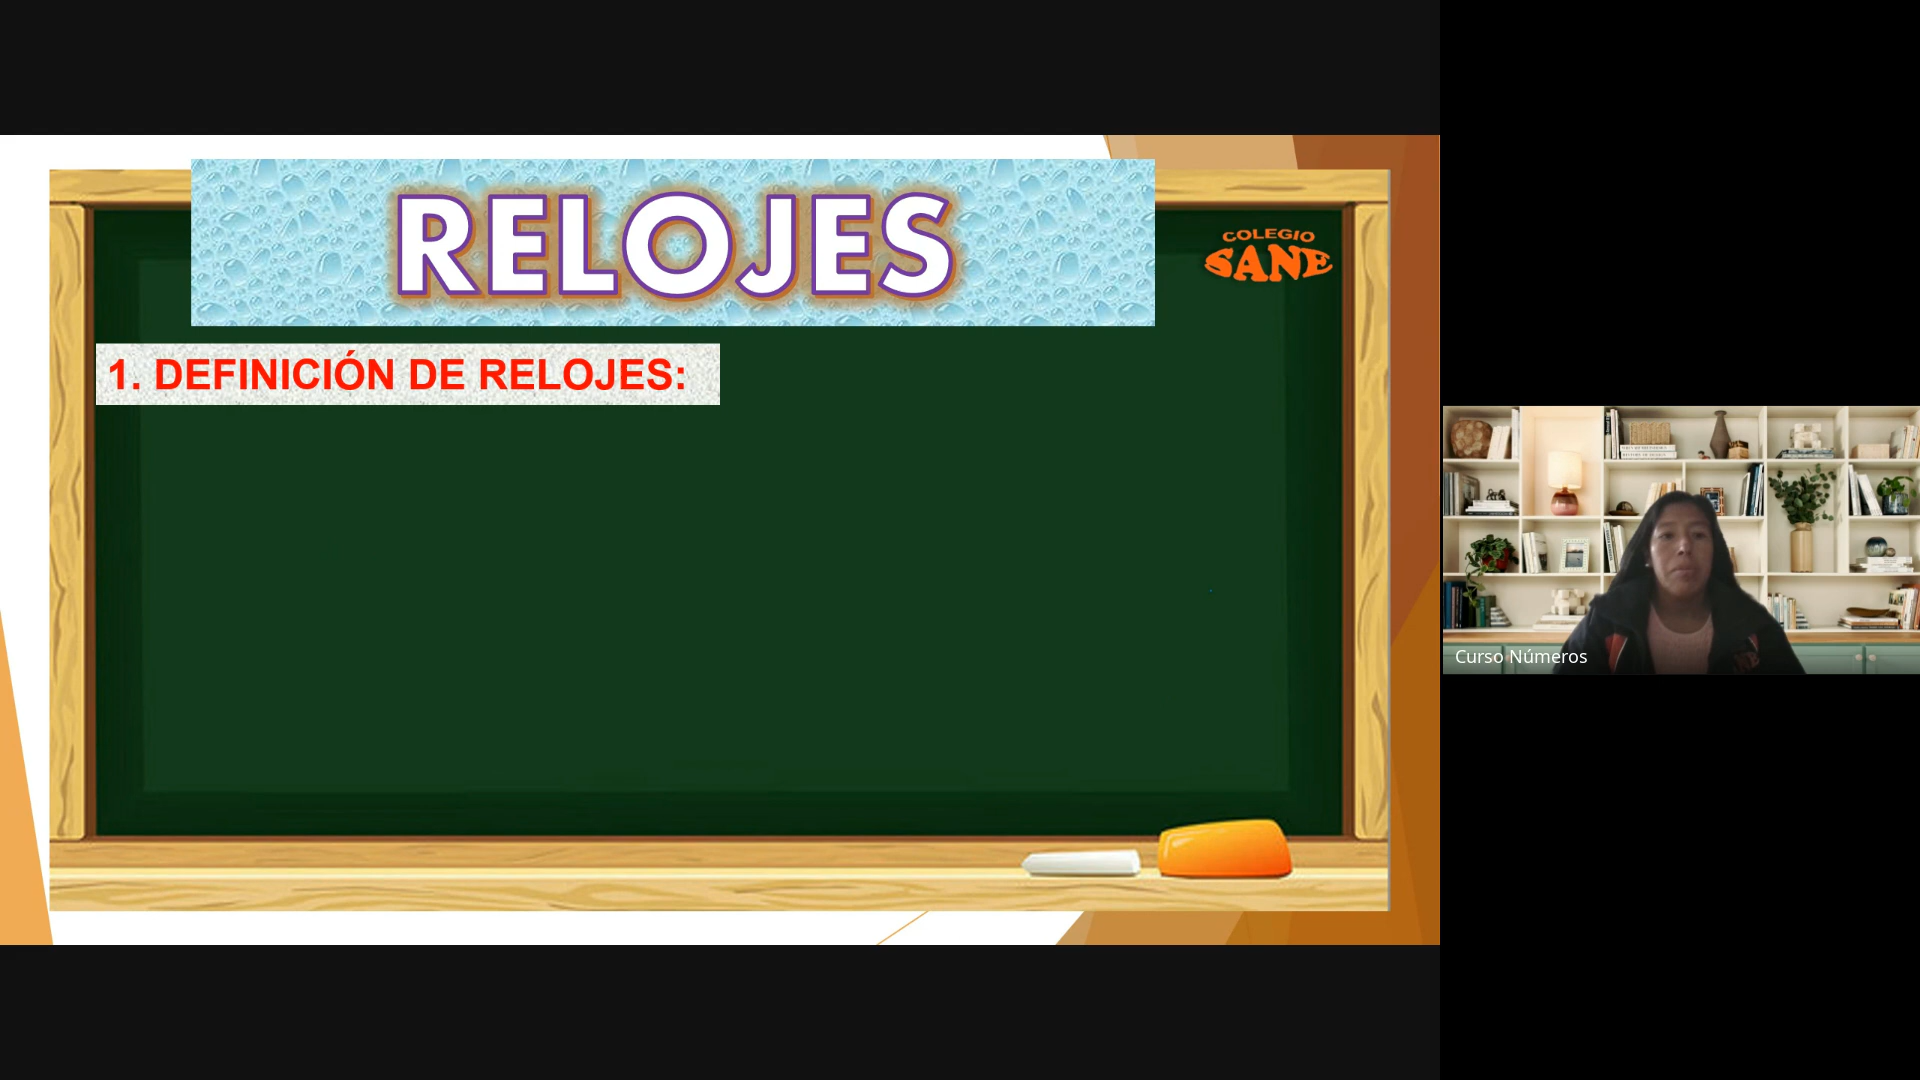 RELOJES
COLEGIO
SANE
1. DEFINICIÓN DE RELOJES:
Curso Números